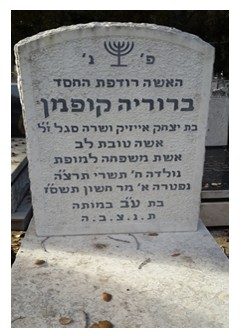 פ׳ נ׳
האשה רודפת החסד
ברוריה קופמן
בת יצחק אייזיק ושרה סגל ז״ל
אשה טובת לב
אשת משפחה למופת
נולדה ח׳ תשרי תרצ״ה
נפטרה א׳ מר חשון תשס״ז
בת ע״ב במותה
ת.נ.צ.ב.ה